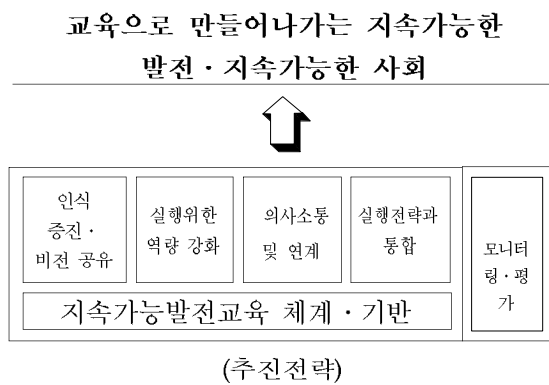 교육으로 만들어나가는 지속가능한
발전·지속가능한 사회
인식
증진·
비전 공유
실행위한
역량 강화
의사소통
및 연계
실행전략과
통합
모니터
링·평
가
지속가능발전교육 체계·기반
(추진전략)